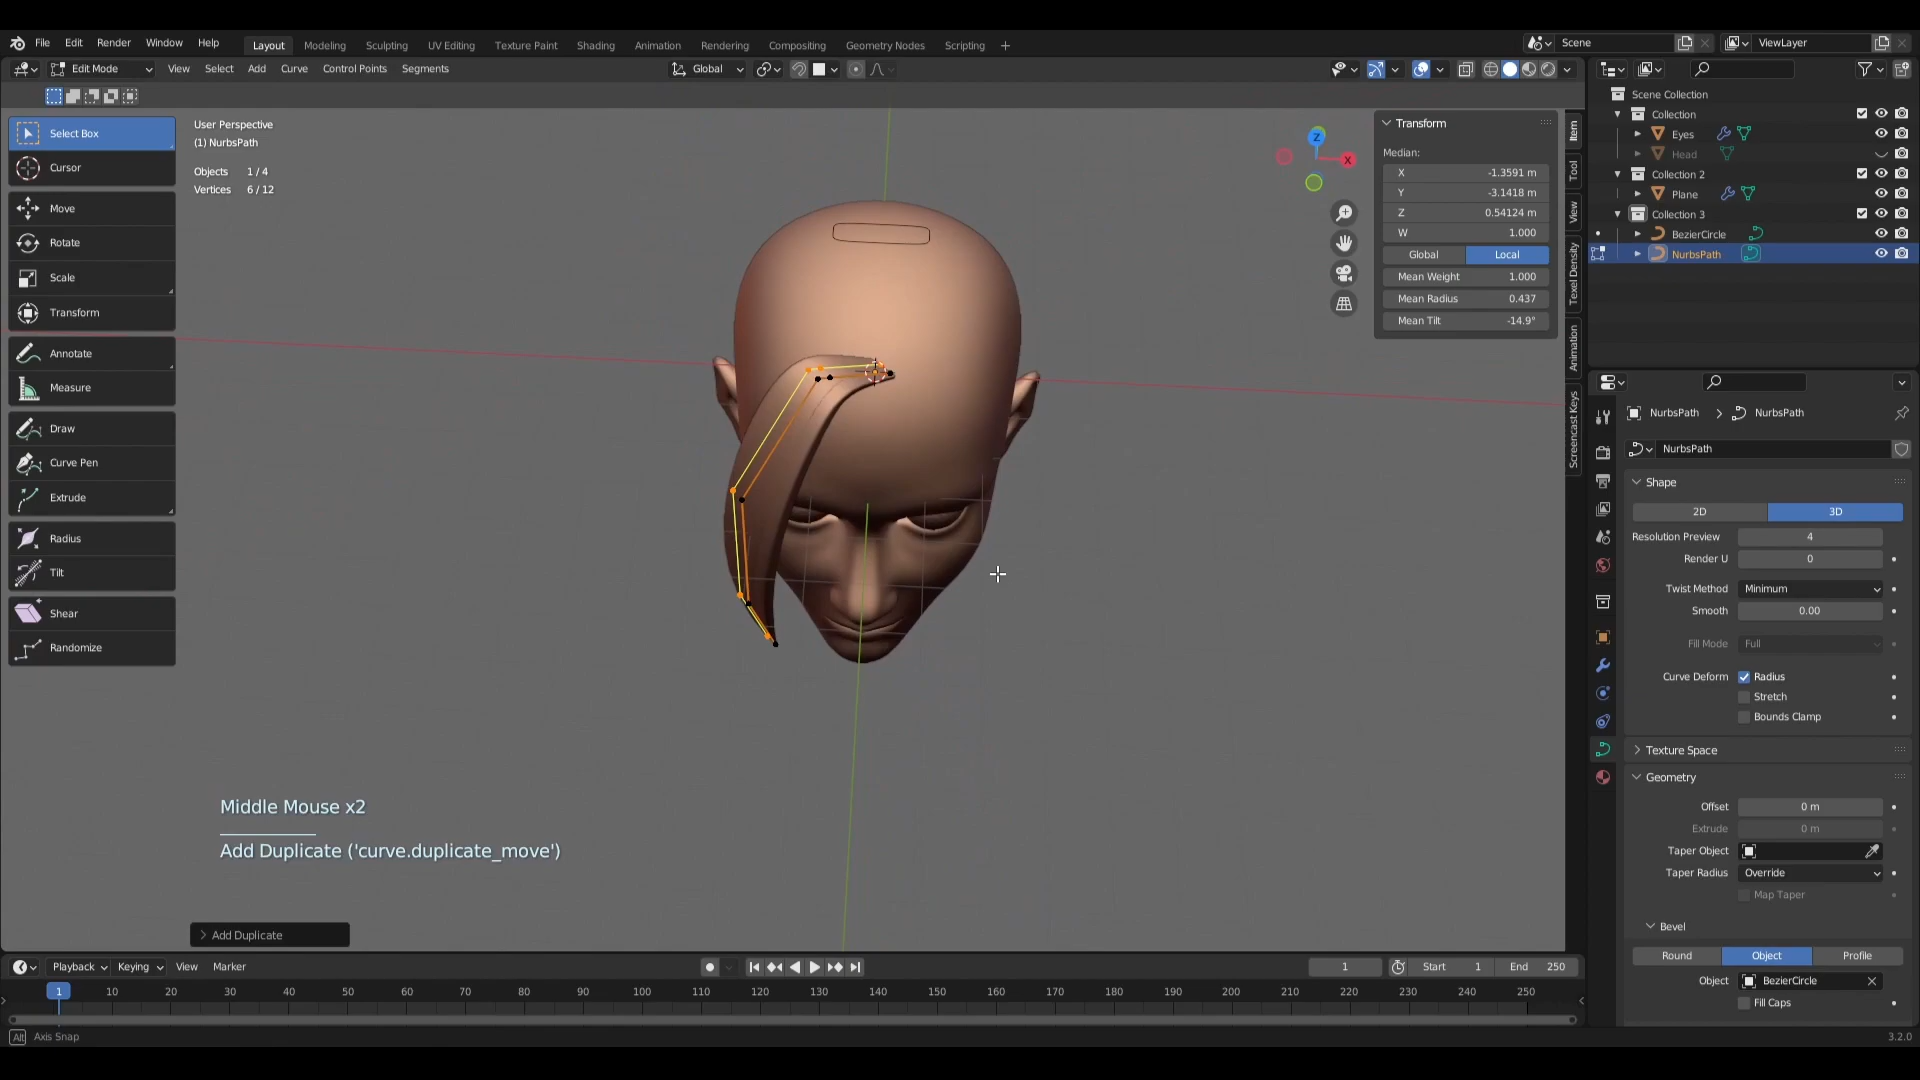 File Edit Render Window Help Layout Modeling Sculpting UV Editing Texture Paint Shading Animation Rendering Compositing Geometry Nodes Scripting + Scene ViewLayer
Edit Mode View Select Add Curve Control Points Segments Global
Select Box
Cursor
Move
Rotate
Scale
Transform
Annotate
Measure
Draw
Curve Pen
Extrude
Radius
Tilt
Shear
Randomize
User Perspective
(1) NurbsPath
Objects 1 / 4
Vertices 6 / 12
Z
X
Transform
Median:
X -1.3591 m
Y -3.1418 m
Z 0.54124 m
W 1.000
Global Local
Mean Weight 1.000
Mean Radius 0.437
Mean Tilt -14.9°
Item
Tool
View
Texel Density
Animation
Screencast Keys
Scene Collection
Collection
Eyes
Head
Collection 2
Plane
Collection 3
BezierCircle
NurbsPath
NurbsPath > NurbsPath
NurbsPath
Shape
2D 3D
Resolution Preview 4
Render U 0
Twist Method Minimum
Smooth 0.00
Fill Mode Full
Curve Deform Radius
Stretch
Bounds Clamp
Texture Space
Geometry
Offset 0 m
Extrude 0 m
Taper Object
Taper Radius Override
Map Taper
Bevel
Round Object Profile
Object BezierCircle
Fill Caps
Middle Mouse x2
Add Duplicate ('curve.duplicate_move')
Add Duplicate
Playback Keying View Marker 1 Start 1 End 250
1 10 20 30 40 50 60 70 80 90 100 110 120 130 140 150 160 170 180 190 200 210 220 230 240 250
Alt Axis Snap 3.2.0